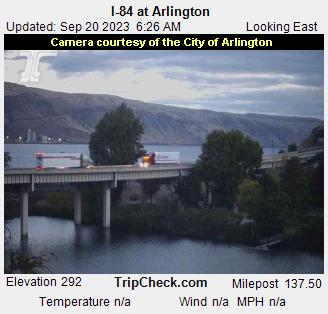 I-84 at Arlington
Updated: Sep 20 2023 6:26 AM Looking East
Camera courtesy of the City of Arlington
Elevation 292 TripCheck.com Milepost 137.50
Temperature n/a Wind n/a MPH n/a